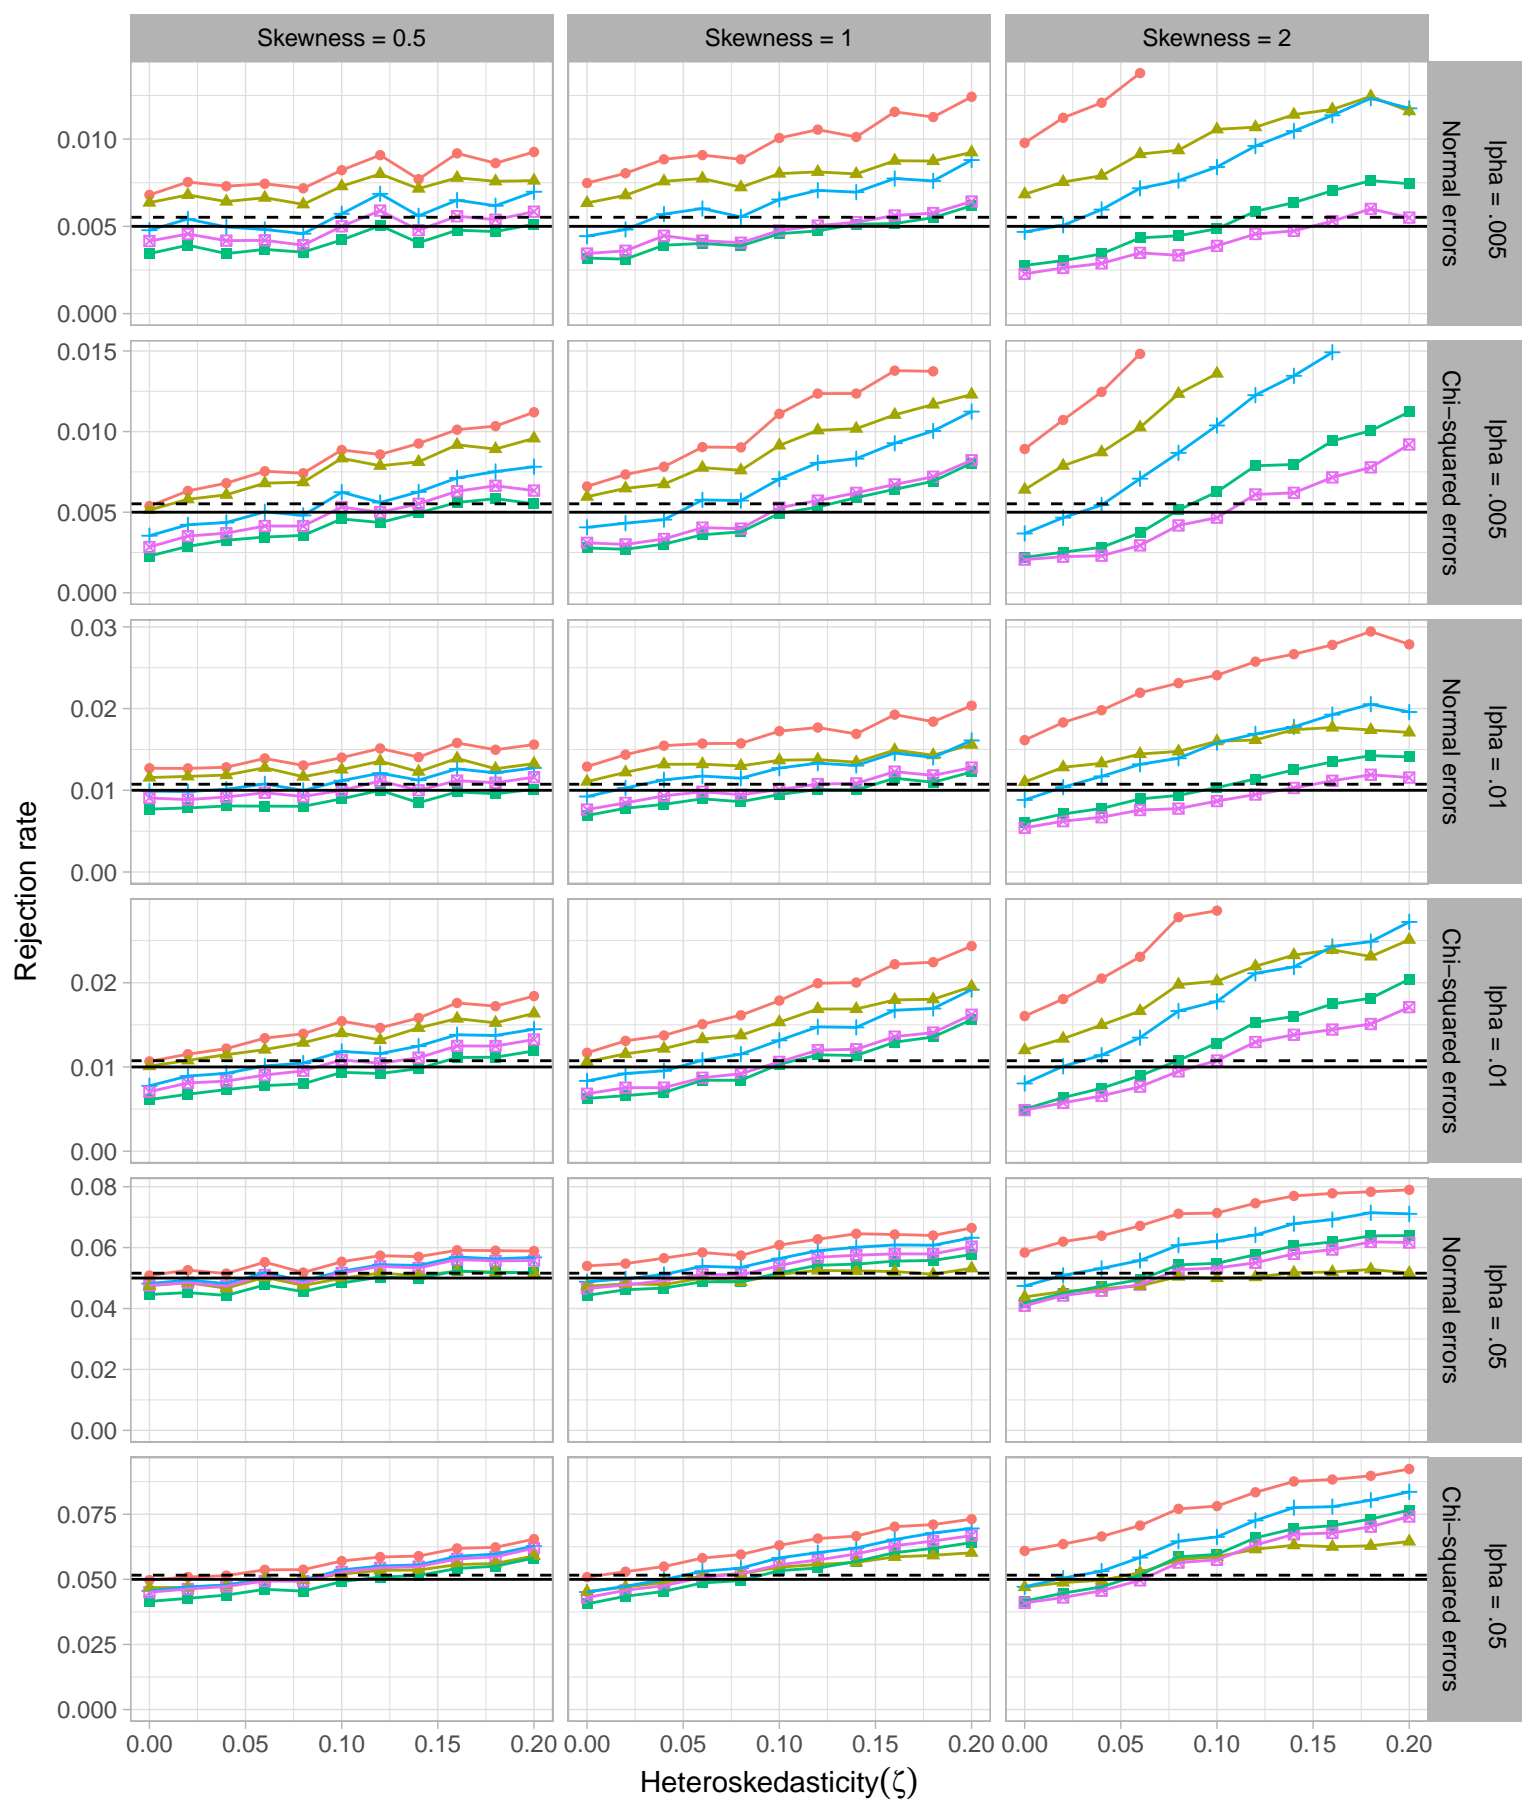 Skewness = 0.5
Skewness = 1
Skewness = 2
0.010
0.005
0.000
lpha = .005
Normal errors
0.015
0.010
0.005
0.000
lpha = .005
Chi−squared errors
0.03
0.02
0.01
0.00
lpha = .01
Normal errors
0.02
0.01
0.00
lpha = .01
Chi−squared errors
0.08
0.06
0.04
0.02
0.00
lpha = .05
Normal errors
0.075
0.050
0.025
0.000
lpha = .05
Chi−squared errors
Rejection rate
0.00 0.05 0.10 0.15 0.20 0.00 0.05 0.10 0.15 0.20 0.00 0.05 0.10 0.15 0.20
Heteroskedasticity(ζ)